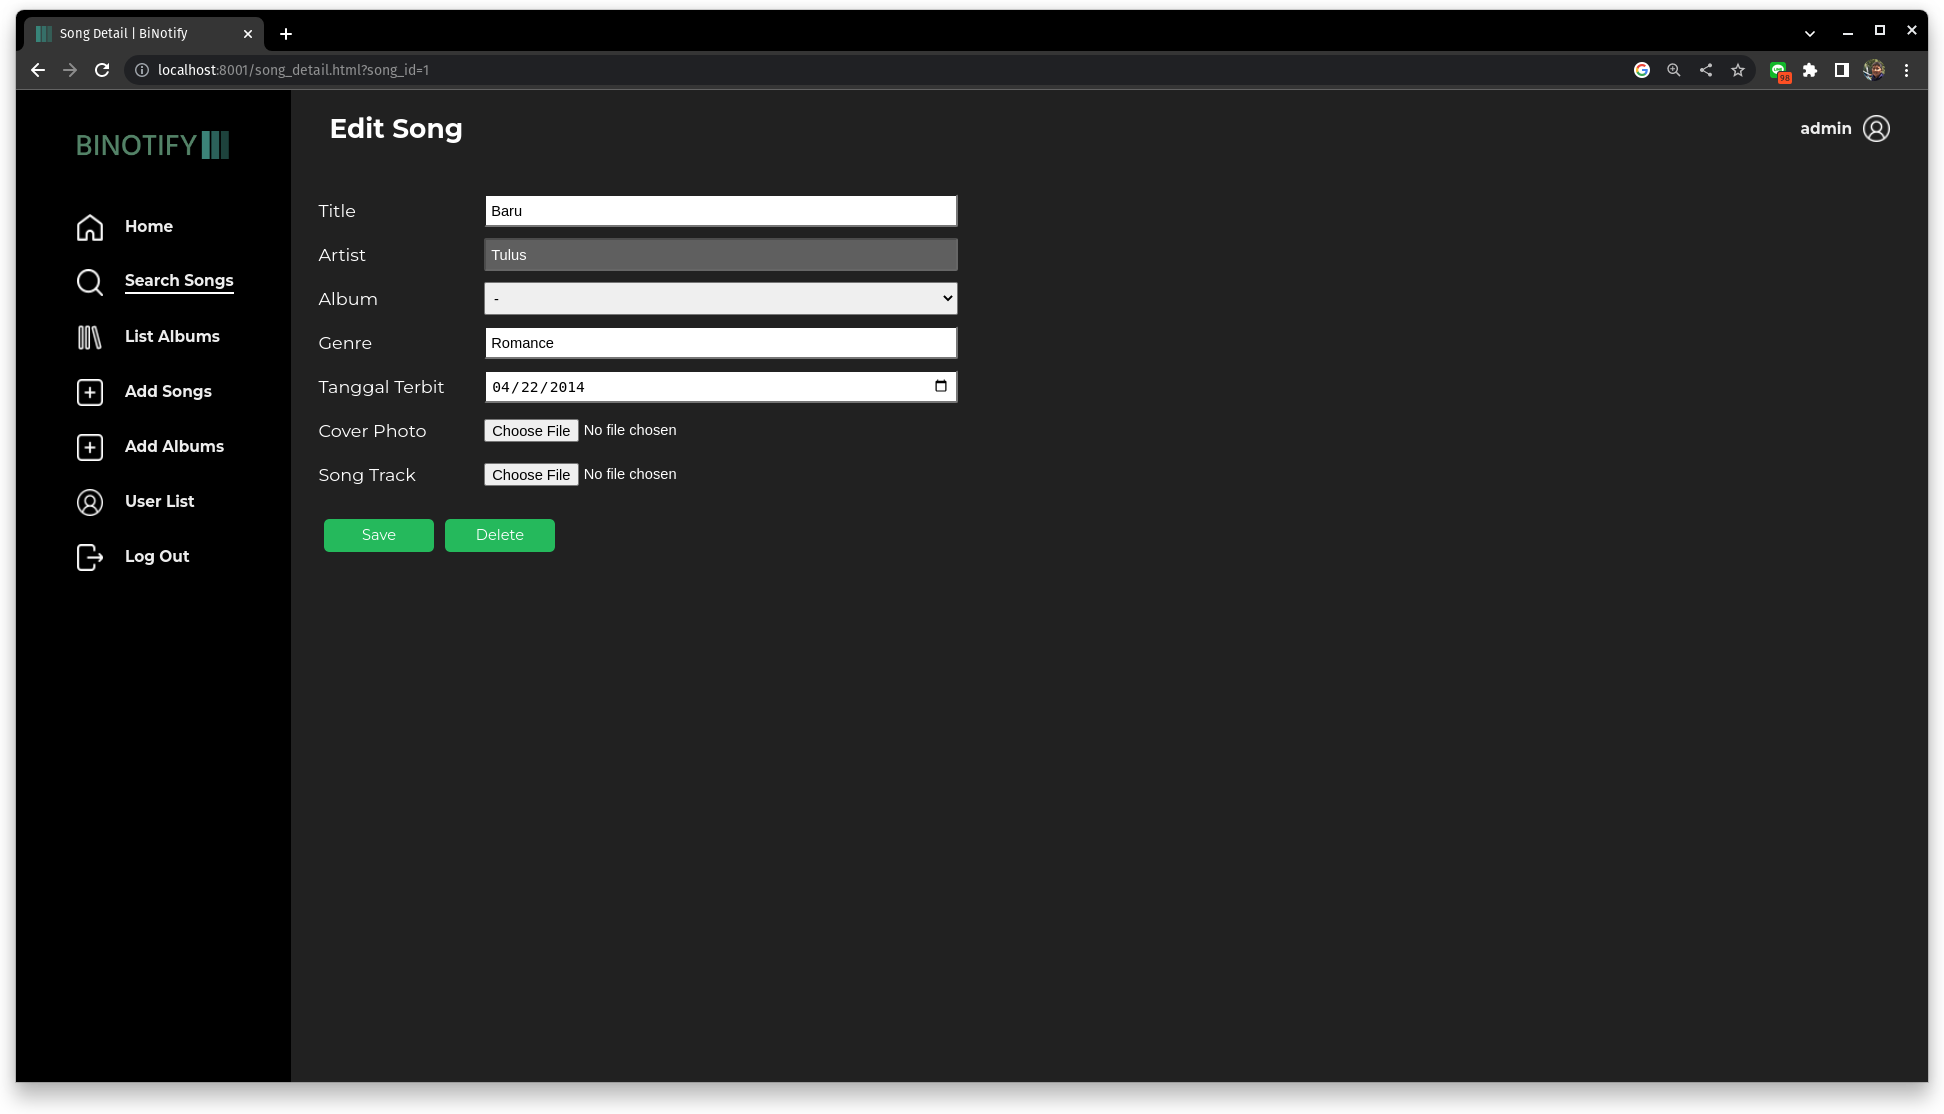 Song Detail | BiNotify
localhost:8001/song_detail.html?song_id=1
98
BINOTIFY
Home
Search Songs
List Albums
Add Songs
Add Albums
User List
Log Out
Edit Song
admin
Title Baru
Artist Tulus
Album -
Genre Romance
Tanggal Terbit 04/22/2014
Cover Photo Choose File No file chosen
Song Track Choose File No file chosen
Save Delete